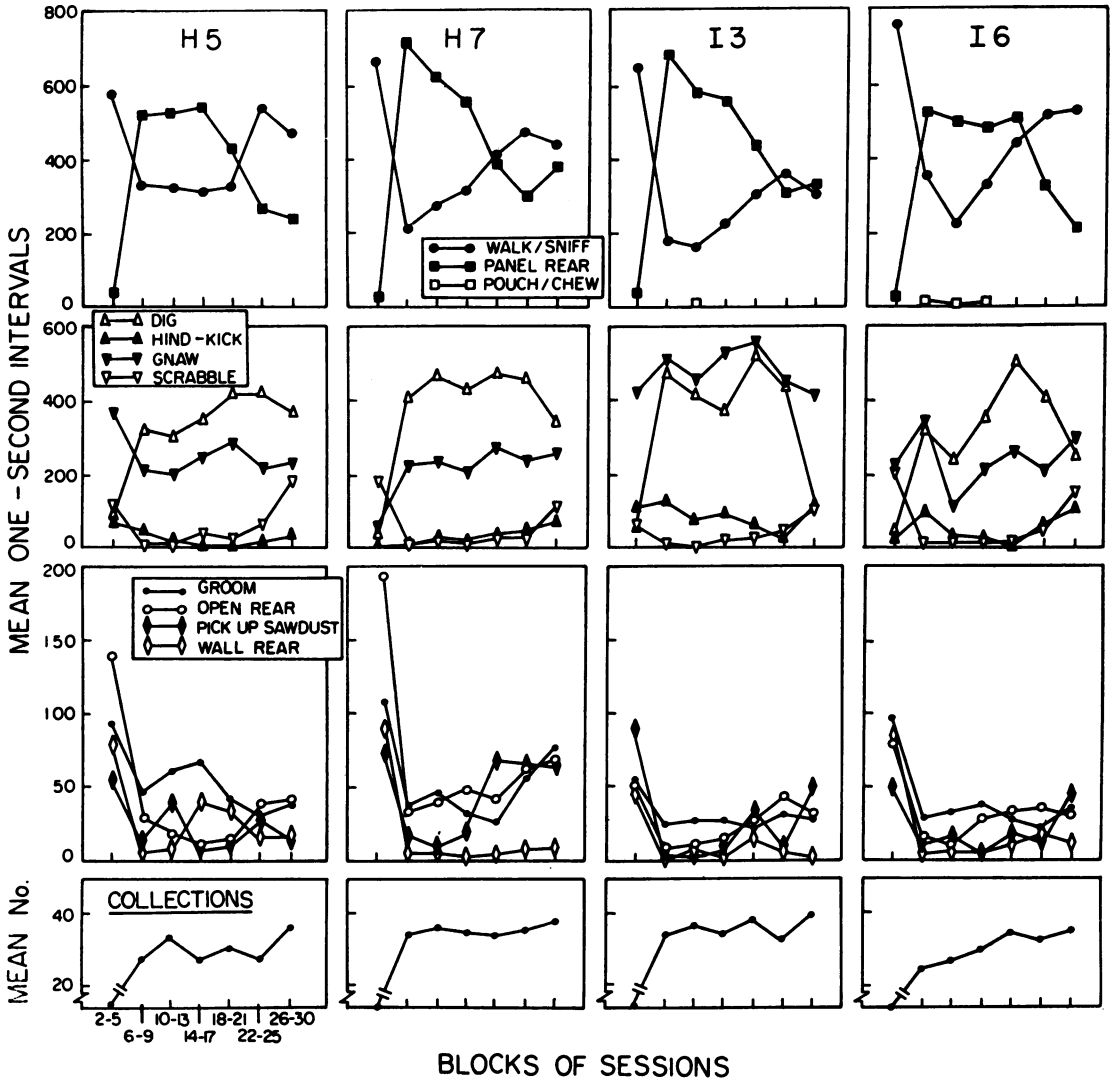 H5
H7
I3
I6
800
600
400
200
0
WALK/SNIFF
PANEL REAR
POUCH/CHEW
MEAN ONE-SECOND INTERVALS
600
400
200
0
DIG
HIND-KICK
GNAW
SCRABBLE
200
150
100
50
0
GROOM
OPEN REAR
PICK UP SAWDUST
WALL REAR
MEAN No.
40
20
COLLECTIONS
2-5 10-13 18-21 26-30
6-9 14-17 22-25
BLOCKS OF SESSIONS